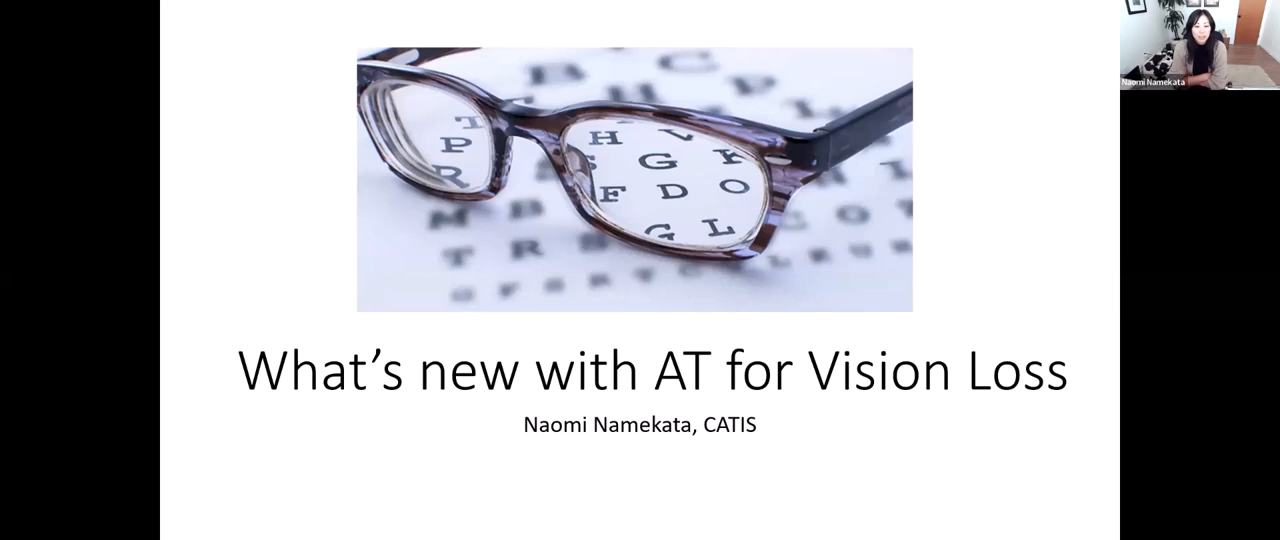 Naomi Namekata
B C D
H V
T
P S G K
R F D O
M B G L C O T
T R S L E G B
G F S R T C
What's new with AT for Vision Loss
Naomi Namekata, CATIS